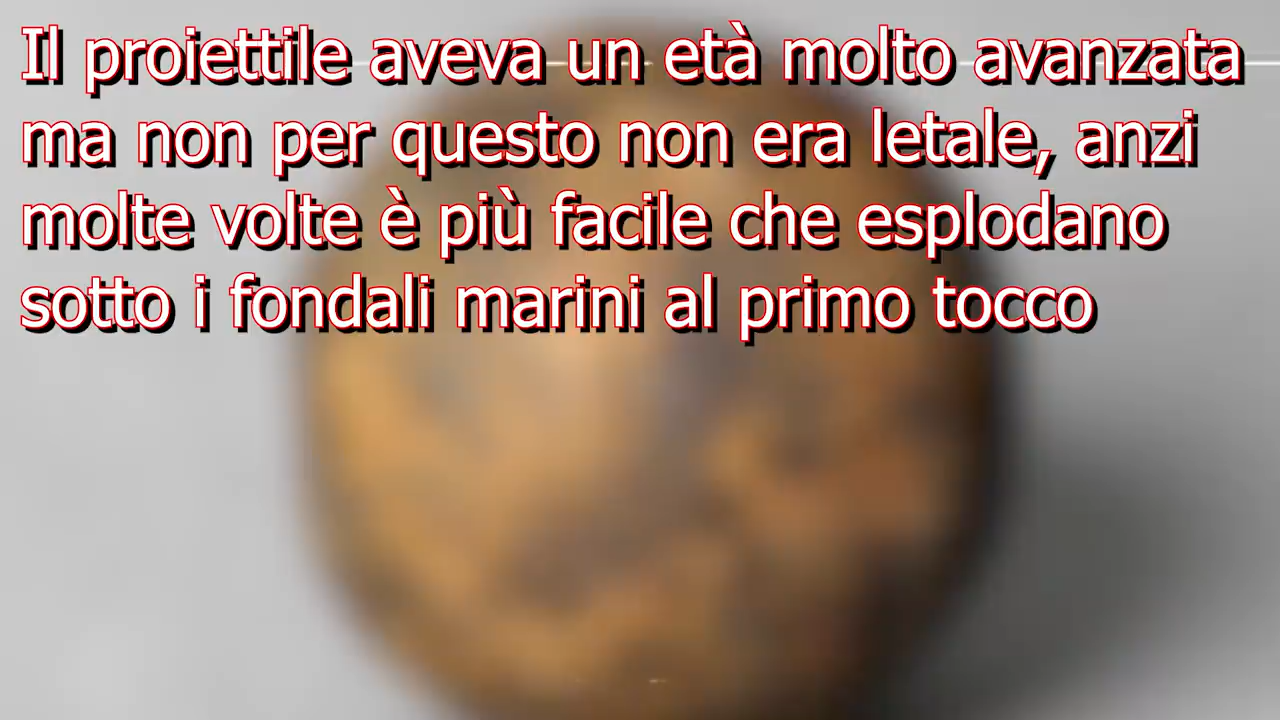 Il proiettile aveva un età molto avanzata
ma non per questo non era letale, anzi
molte volte è più facile che esplodano
sotto i fondali marini al primo tocco